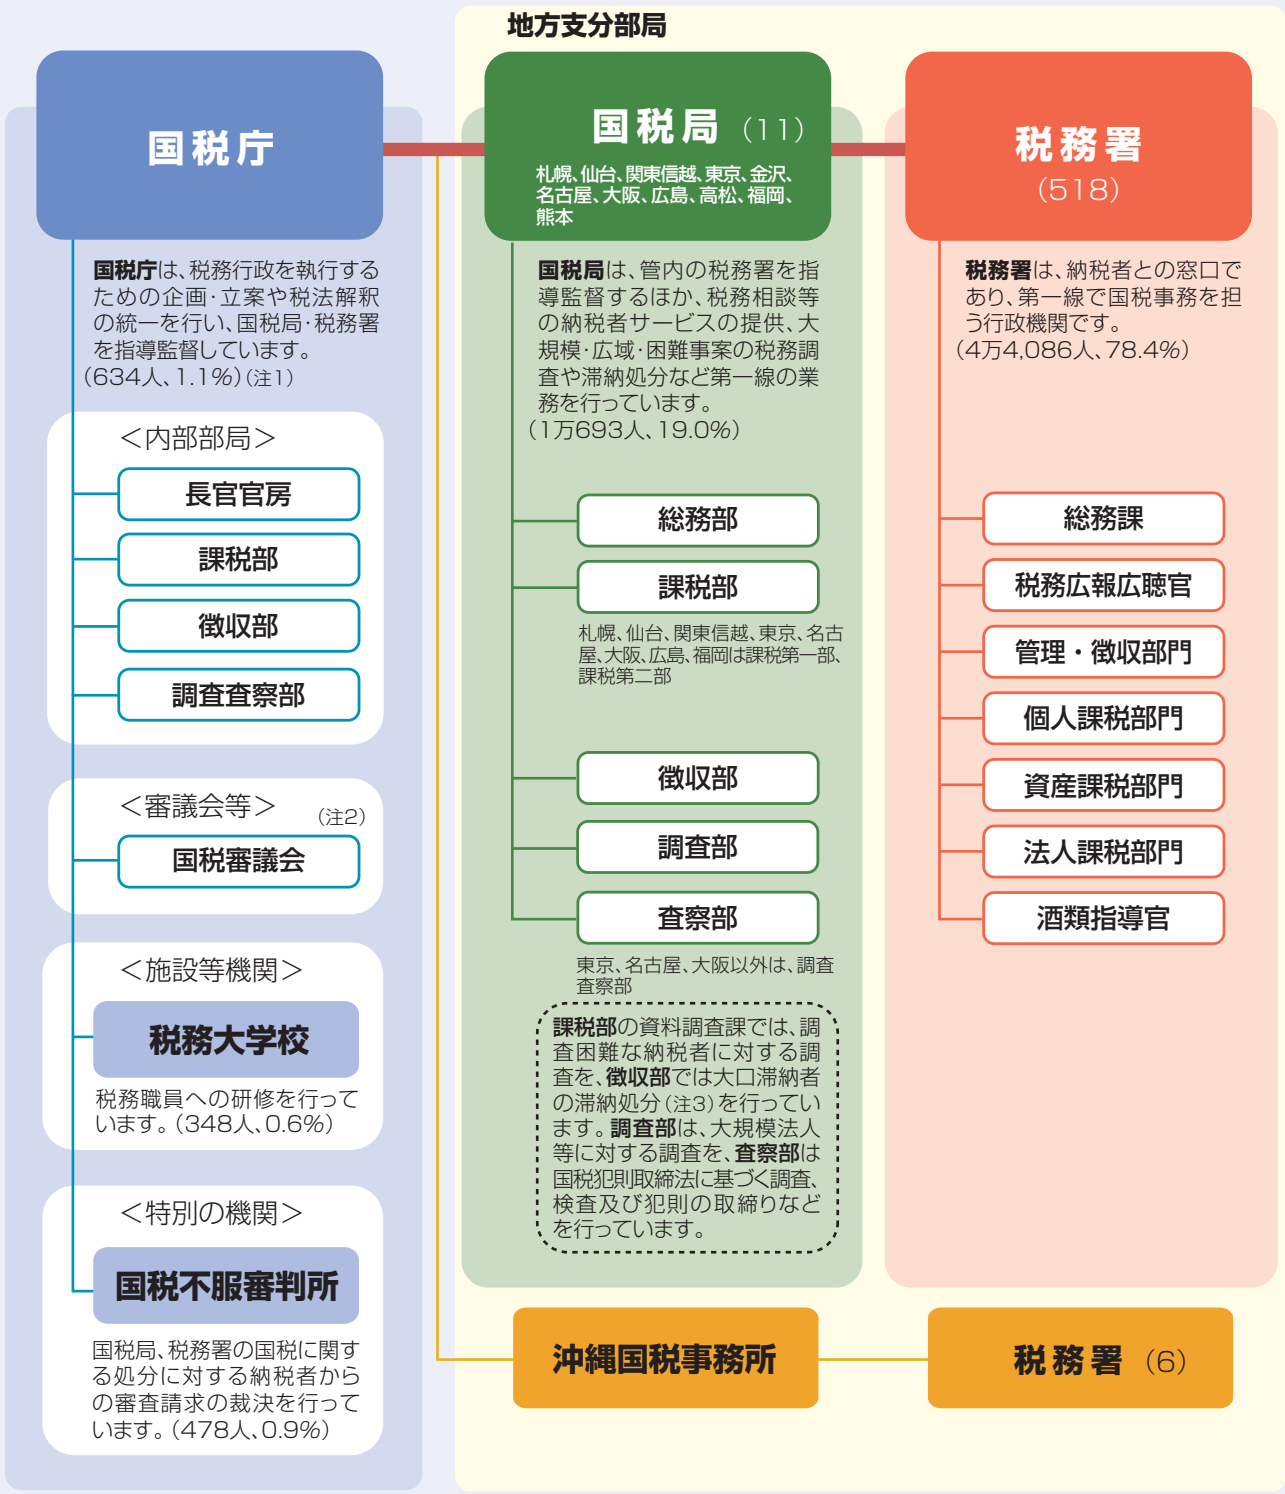 地方支分部局
国税庁
国税庁は、税務行政を執行する
ための企画・立案や税法解釈
の統一を行い、国税局・税務署
を指導監督しています。
（634人、1.1％）（注1）
＜内部部局＞
長官官房
課税部
徴収部
調査査察部
＜審議会等＞
（注2）
国税審議会
＜施設等機関＞
税務大学校
税務職員への研修を行って
います。（348人、0.6％）
＜特別の機関＞
国税不服審判所
国税局、税務署の国税に関す
る処分に対する納税者から
の審査請求の裁決を行って
います。（478人、0.9％）
国税局（11）
札幌、仙台、関東信越、東京、金沢、
名古屋、大阪、広島、高松、福岡、
熊本
国税局は、管内の税務署を指
導監督するほか、税務相談等
の納税者サービスの提供、大
規模・広域・困難事案の税務調
査や滞納処分など第一線の業
務を行っています。
（1万693人、19.0％）
総務部
課税部
札幌、仙台、関東信越、東京、名古
屋、大阪、広島、福岡は課税第一部、
課税第二部
徴収部
調査部
査察部
東京、名古屋、大阪以外は、調査
査察部
課税部の資料調査課では、調
査困難な納税者に対する調
査を、徴収部では大口滞納者
の滞納処分（注3）を行ってい
ます。調査部は、大規模法人
等に対する調査を、査察部は
国税犯則取締法に基づく調査、
検査及び犯則の取締りなど
を行っています。
税務署
（518）
税務署は、納税者との窓口で
あり、第一線で国税事務を担
う行政機関です。
（4万4,086人、78.4％）
総務課
税務広報広聴官
管理・徴収部門
個人課税部門
資産課税部門
法人課税部門
酒類指導官
沖縄国税事務所
税務署（6）